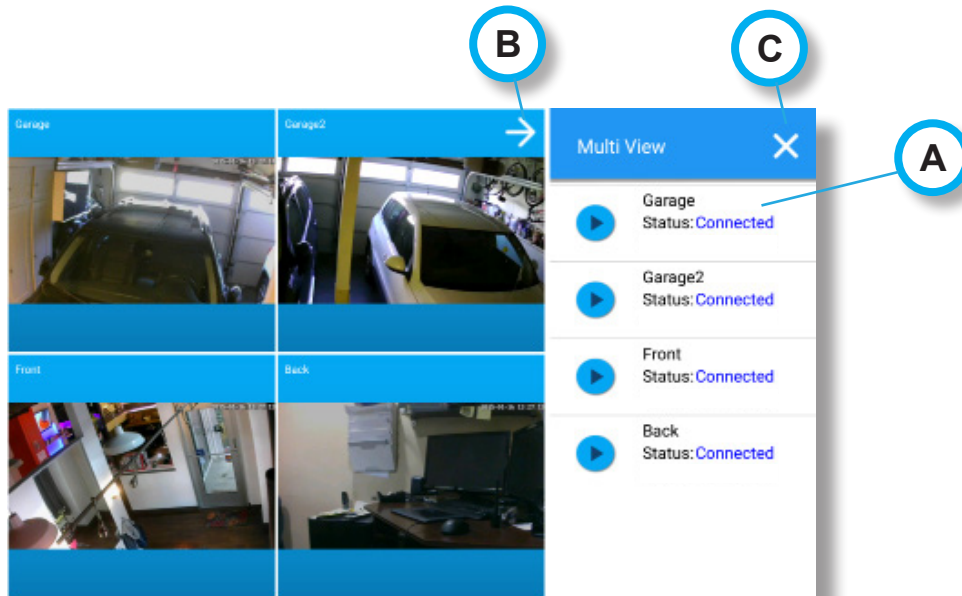 B
C
A
Garage
Garage2
Multi View
Garage
Status:Connected
Garage2
Status:Connected
Front
Status:Connected
Back
Status:Connected
Front
Back